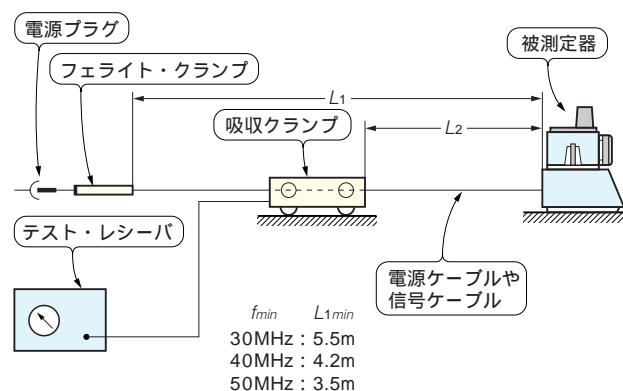 電源プラグ
フェライト・クランプ
被測定器
L1
吸収クランプ
L2
テスト・レシーバ
電源ケーブルや
信号ケーブル
fmin L1min
30MHz：5.5m
40MHz：4.2m
50MHz：3.5m